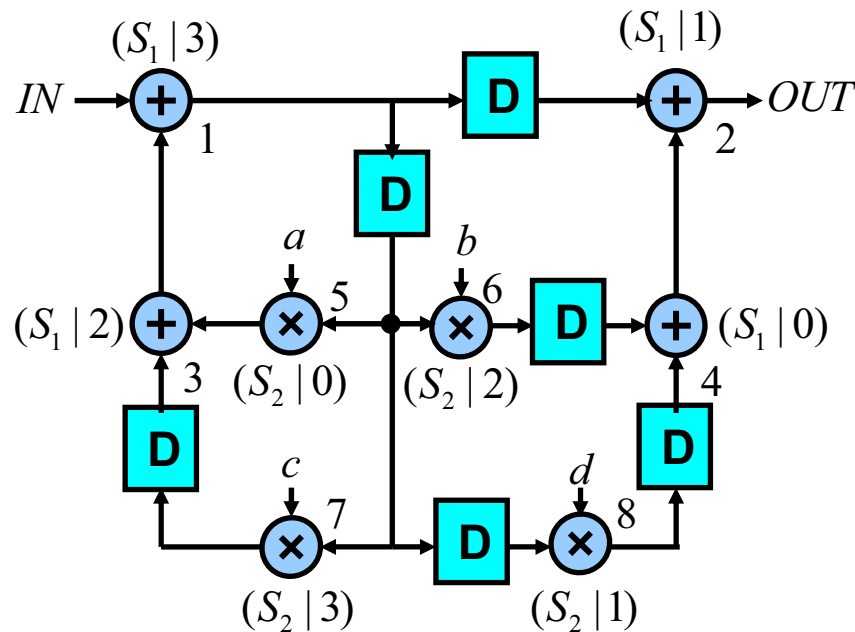 (S₁ | 3)
(S₁ | 1)
IN
+
D
+
OUT
1
2
D
a
b
(S₁ | 2)
+
×
5
×
6
D
+
(S₁ | 0)
3
(S₂ | 0)
(S₂ | 2)
4
D
D
c
d
×
7
D
×
8
(S₂ | 3)
(S₂ | 1)